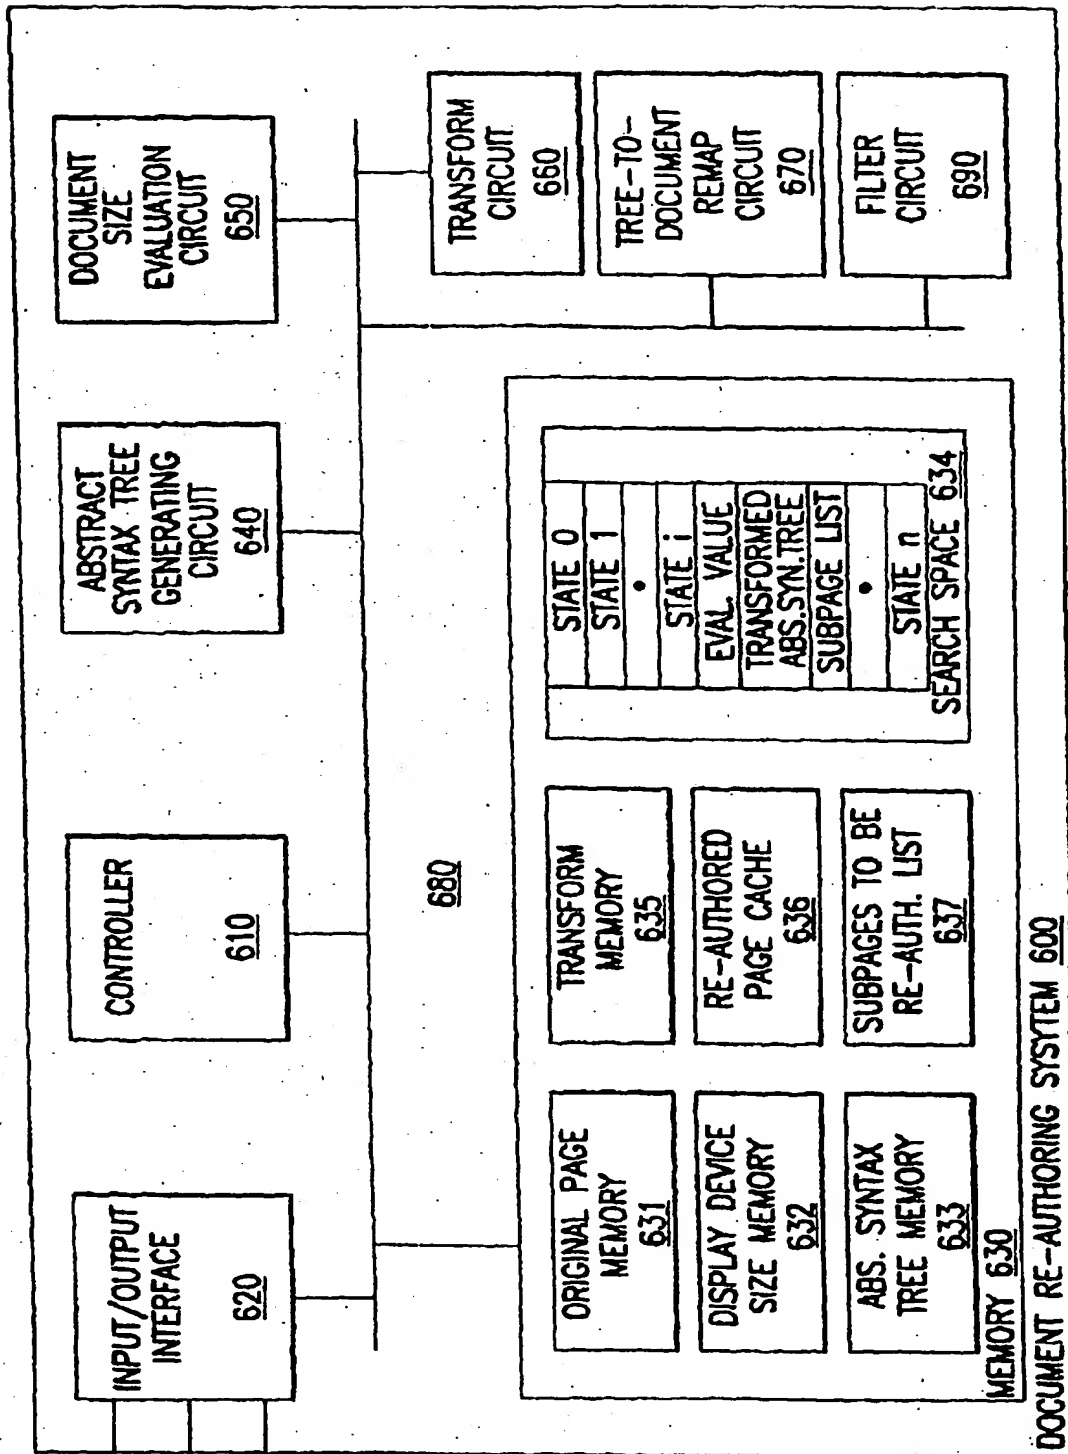 INPUT/OUTPUT
INTERFACE
620
CONTROLLER
610
ABSTRACT
SYNTAX TREE
GENERATING
CIRCUIT
640
DOCUMENT
SIZE
EVALUATION
CIRCUIT
650
680
TRANSFORM
CIRCUIT
660
TREE-TO-
DOCUMENT
REMAP
CIRCUIT
670
FILTER
CIRCUIT
690
ORIGINAL PAGE
MEMORY
631
DISPLAY DEVICE
SIZE MEMORY
632
ABS. SYNTAX
TREE MEMORY
633
TRANSFORM
MEMORY
635
RE-AUTHORED
PAGE CACHE
636
SUBPAGES TO BE
RE-AUTH. LIST
637
STATE 0
STATE 1
•
STATE i
EVAL. VALUE
TRANSFORMED
ABS.SYN.TREE
SUBPAGE LIST
•
STATE n
SEARCH SPACE 634
MEMORY 630
DOCUMENT RE-AUTHORING SYSYTEM 600